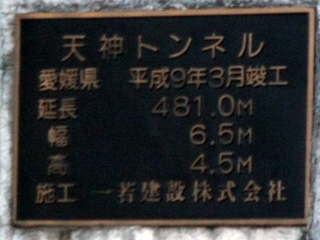 天神トンネル
愛媛県 平成9年3月竣工
延長 481.0M
幅 6.5M
高 4.5M
施工 一若建設株式会社